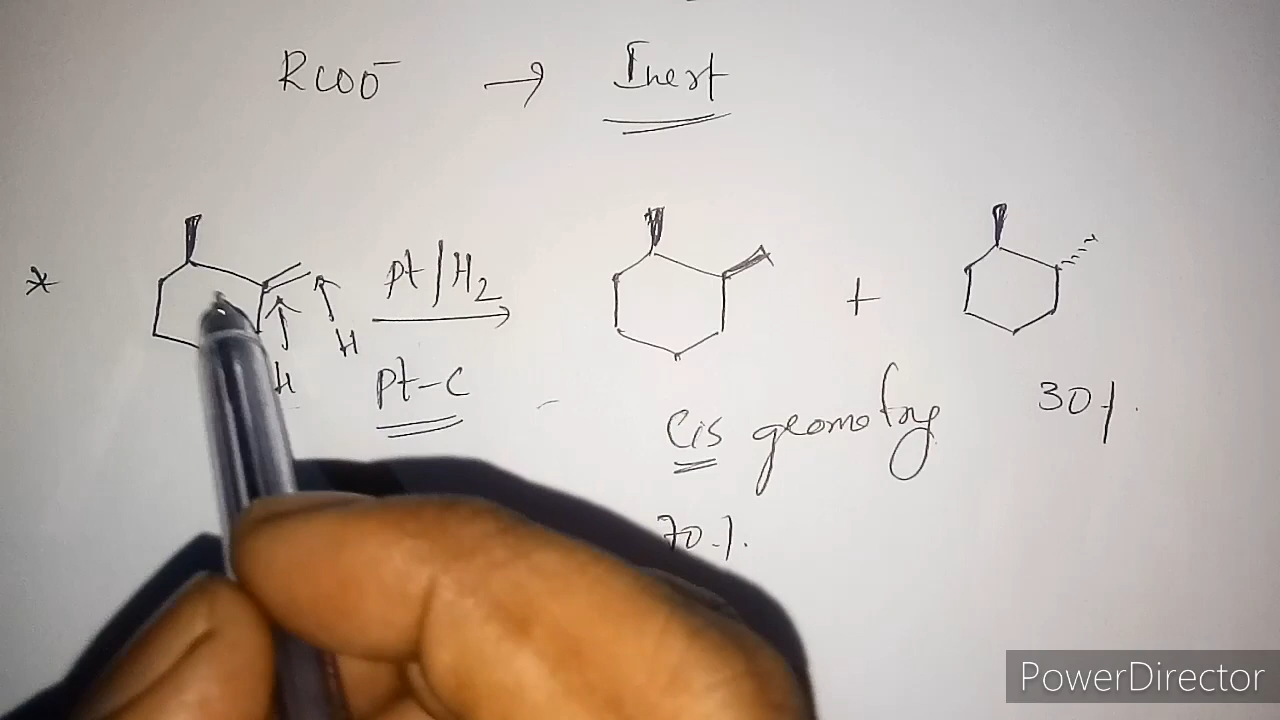 RCOO⁻ → Inert
* H H Pt/H₂ +
Pt-C
Cis geometry 30%.
70%.
PowerDirector